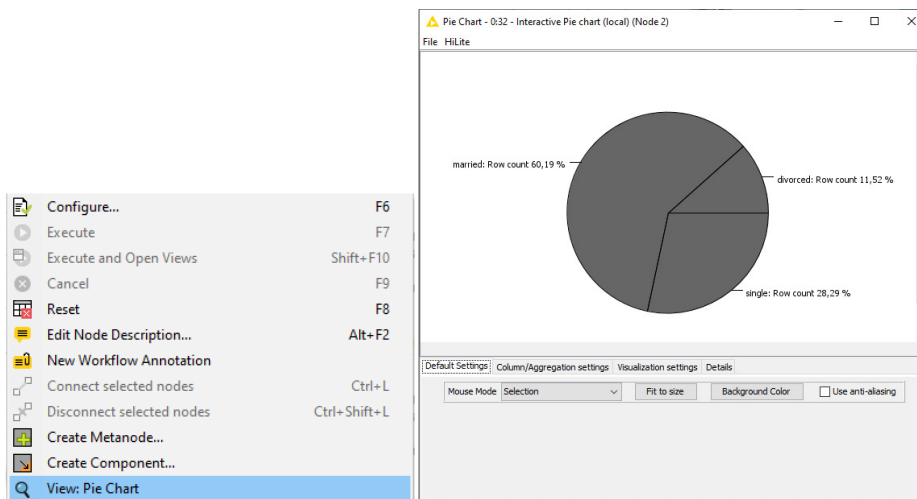 Configure... F6
Execute F7
Execute and Open Views Shift+F10
Cancel F9
Reset F8
Edit Node Description... Alt+F2
New Workflow Annotation
Connect selected nodes Ctrl+L
Disconnect selected nodes Ctrl+Shift+L
Create Metanode...
Create Component...
View: Pie Chart
Pie Chart - 0:32 - Interactive Pie chart (local) (Node 2)
File HiLite
married: Row count 60,19 %
divorced: Row count 11,52 %
single: Row count 28,29 %
Default Settings Column/Aggregation settings Visualization settings Details
Mouse Mode Selection Fit to size Background Color Use anti-aliasing